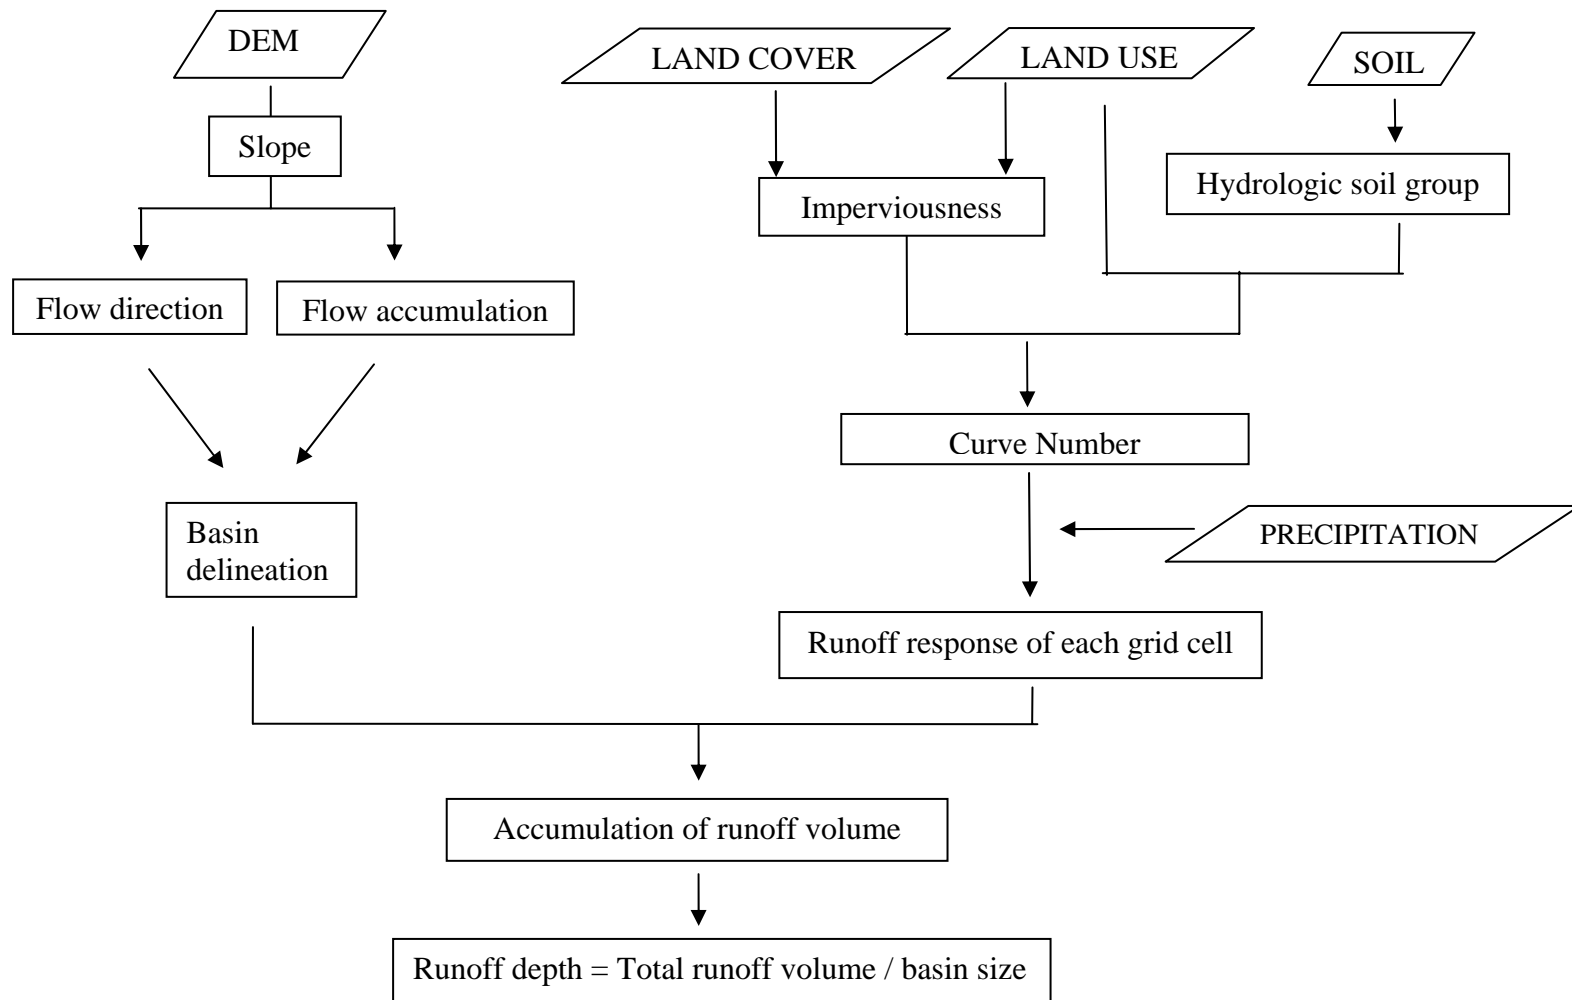 DEM
LAND COVER
LAND USE
SOIL
Slope
Imperviousness
Hydrologic soil group
Flow direction
Flow accumulation
Curve Number
Basin
delineation
PRECIPITATION
Runoff response of each grid cell
Accumulation of runoff volume
Runoff depth = Total runoff volume / basin size